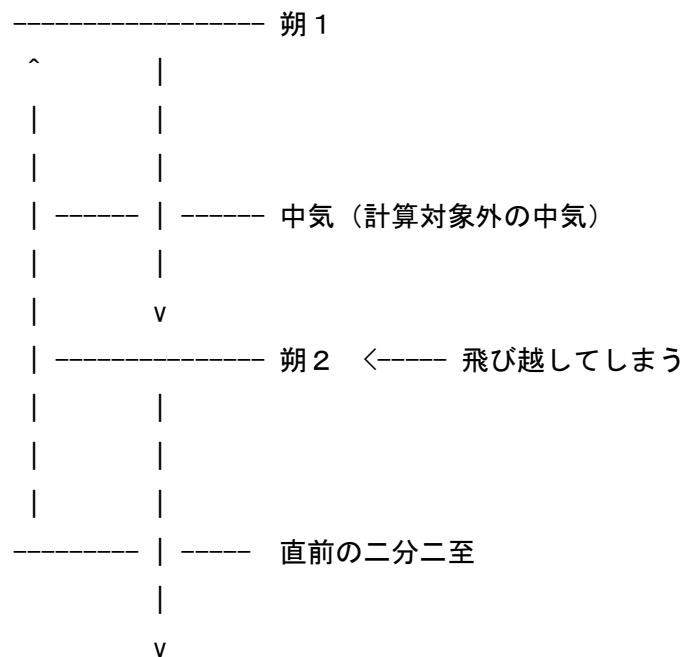 ------------------ 朔１
^ |
| |
| |
| ------ | ------ 中気（計算対象外の中気）
| |
| v
| --------------- 朔２ <----- 飛び越してしまう
| |
| |
| |
--------- | ----- 直前の二分二至
|
v